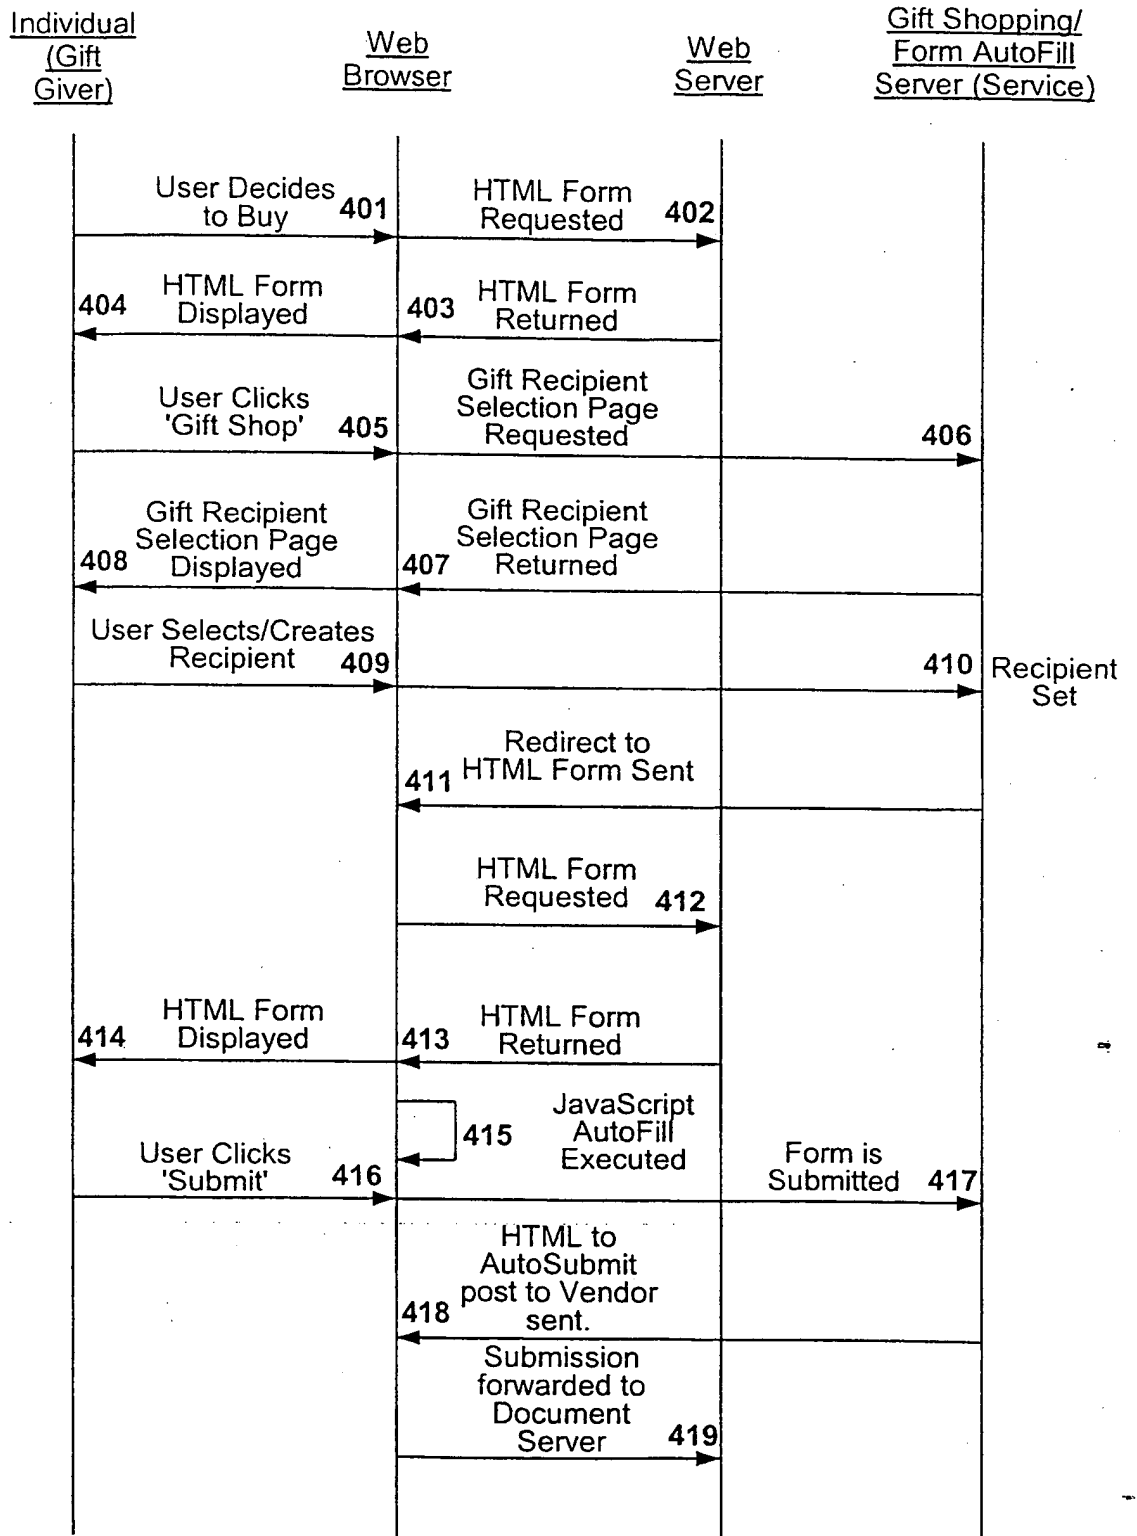 Individual
(Gift
Giver)
Web
Browser
Web
Server
Gift Shopping/
Form AutoFill
Server (Service)
User Decides
to Buy
401
HTML Form
Requested
402
404
HTML Form
Displayed
403
HTML Form
Returned
User Clicks
'Gift Shop'
405
Gift Recipient
Selection Page
Requested
406
Gift Recipient
Selection Page
Displayed
408
Gift Recipient
Selection Page
Returned
407
User Selects/Creates
Recipient
409
410
Recipient
Set
Redirect to
HTML Form Sent
411
HTML Form
Requested
412
HTML Form
Displayed
414
413
HTML Form
Returned
415
JavaScript
AutoFill
Executed
User Clicks
'Submit'
416
Form is
Submitted
417
HTML to
AutoSubmit
post to Vendor
sent.
418
Submission
forwarded to
Document
Server
419